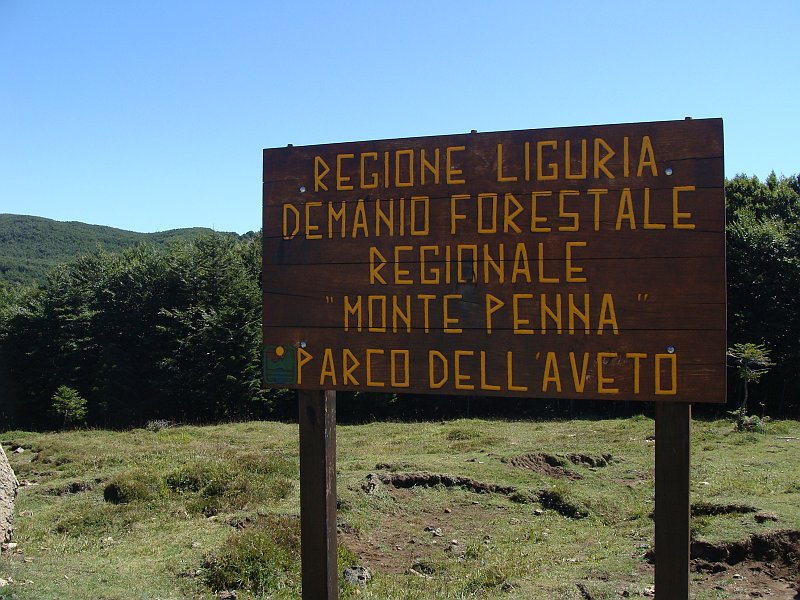 REGIONE LIGURIA
DEMANIO FORESTALE
REGIONALE
" MONTE PENNA "
PARCO DELL'AVETO